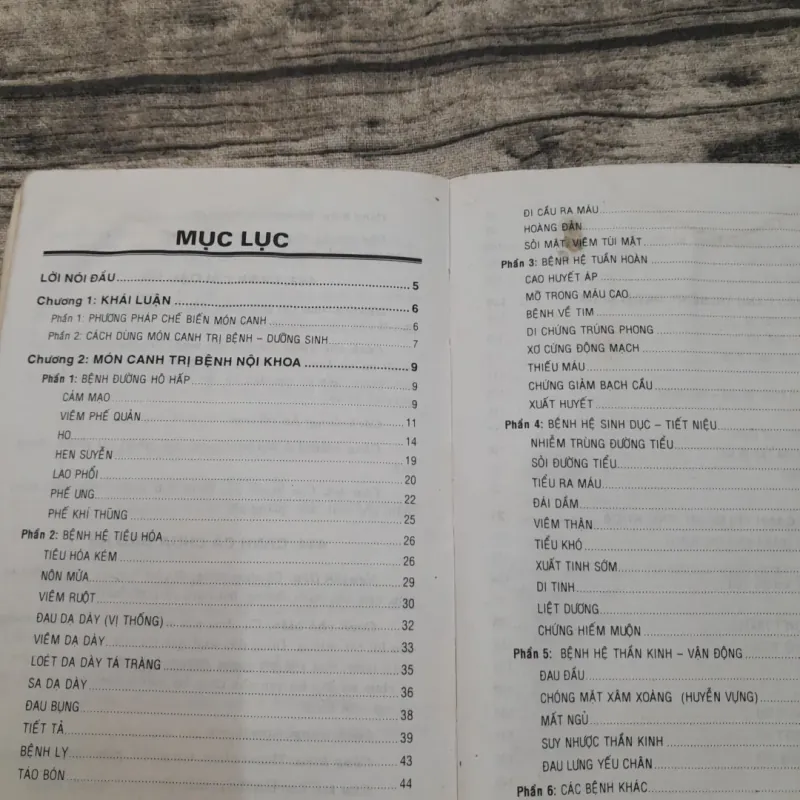 MỤC LỤC
LỜI NÓI ĐẦU 5
Chương 1: KHÁI LUẬN 6
Phần 1: PHƯƠNG PHÁP CHẾ BIẾN MÓN CANH 6
Phần 2: CÁCH DÙNG MÓN CANH TRỊ BỆNH – DƯỠNG SINH 7
Chương 2: MÓN CANH TRỊ BỆNH NỘI KHOA 9
Phần 1: BỆNH ĐƯỜNG HÔ HẤP 9
CẢM MẠO 9
VIÊM PHẾ QUẢN 11
HO 14
HEN SUYỄN 19
LAO PHỔI 20
PHẾ UNG 22
PHẾ KHÍ THŨNG 25
Phần 2: BỆNH HỆ TIÊU HÓA 26
TIÊU HÓA KÉM 26
NÔN MỬA 29
VIÊM RUỘT 30
ĐAU DẠ DÀY (VỊ THỐNG) 32
VIÊM DẠ DÀY 33
LOÉT DẠ DÀY TÁ TRÀNG 35
SA DẠ DÀY 36
ĐAU BỤNG 38
TIẾT TẢ 39
BỆNH LỴ 43
TÁO BÓN 44
ĐI CẦU RA MÁU
HOÀNG ĐẢN
SỎI MẬT, VIÊM TÚI MẬT
Phần 3: BỆNH HỆ TUẦN HOÀN
CAO HUYẾT ÁP
MỠ TRONG MÁU CAO
BỆNH VỀ TIM
DI CHỨNG TRÚNG PHONG
XƠ CỨNG ĐỘNG MẠCH
THIẾU MÁU
CHỨNG GIẢM BẠCH CẦU
XUẤT HUYẾT
Phần 4: BỆNH HỆ SINH DỤC – TIẾT NIỆU
NHIỄM TRÙNG ĐƯỜNG TIỂU
SỎI ĐƯỜNG TIỂU
TIỂU RA MÁU
ĐÁI DẦM
VIÊM THẬN
TIỂU KHÓ
XUẤT TINH SỚM
DI TINH
LIỆT DƯƠNG
CHỨNG HIẾM MUỘN
Phần 5: BỆNH HỆ THẦN KINH – VẬN ĐỘNG
ĐAU ĐẦU
CHÓNG MẶT XÂM XOÀNG (HUYỄN VỰNG)
MẤT NGỦ
SUY NHƯỢC THẦN KINH
ĐAU LƯNG YẾU CHÂN
Phần 6: CÁC BỆNH KHÁC